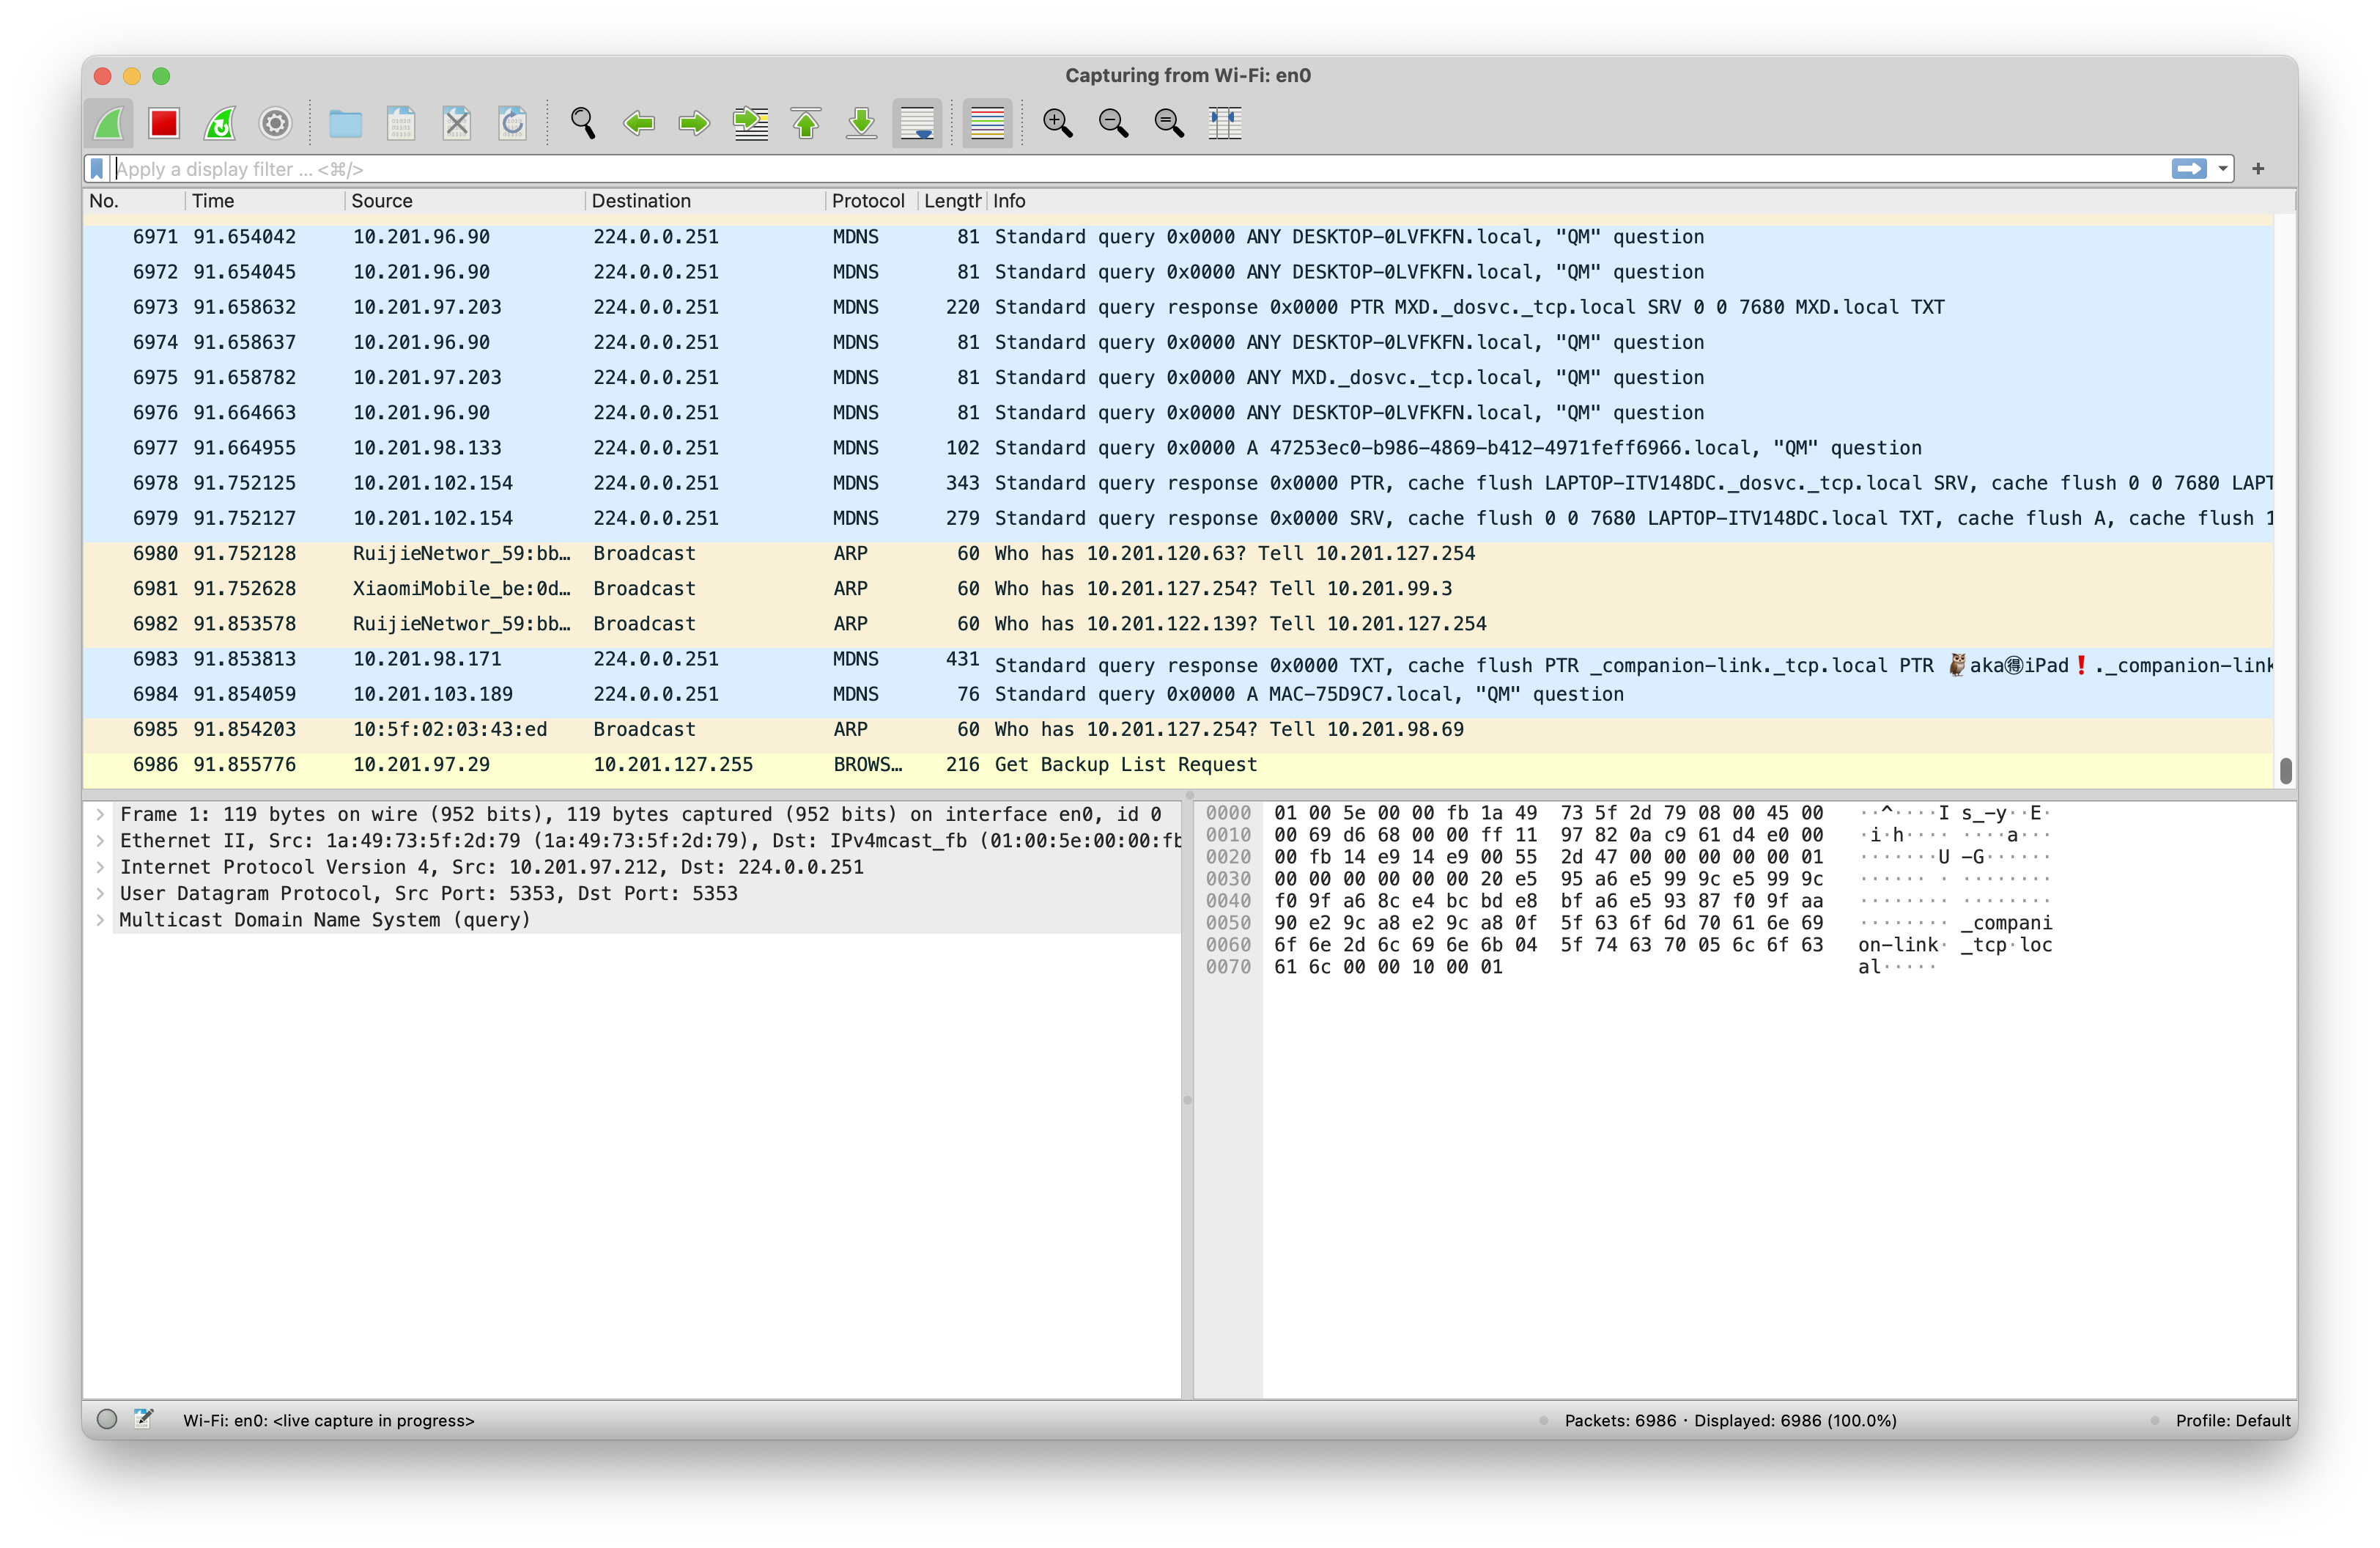 Capturing from Wi-Fi: en0
Apply a display filter ... <⌘/>
No. Time Source Destination Protocol Length Info
6971 91.654042 10.201.96.90 224.0.0.251 MDNS 81 Standard query 0x0000 ANY DESKTOP-0LVFKFN.local, "QM" question
6972 91.654045 10.201.96.90 224.0.0.251 MDNS 81 Standard query 0x0000 ANY DESKTOP-0LVFKFN.local, "QM" question
6973 91.658632 10.201.97.203 224.0.0.251 MDNS 220 Standard query response 0x0000 PTR MXD._dosvc._tcp.local SRV 0 0 7680 MXD.local TXT
6974 91.658637 10.201.96.90 224.0.0.251 MDNS 81 Standard query 0x0000 ANY DESKTOP-0LVFKFN.local, "QM" question
6975 91.658782 10.201.97.203 224.0.0.251 MDNS 81 Standard query 0x0000 ANY MXD._dosvc._tcp.local, "QM" question
6976 91.664663 10.201.96.90 224.0.0.251 MDNS 81 Standard query 0x0000 ANY DESKTOP-0LVFKFN.local, "QM" question
6977 91.664955 10.201.98.133 224.0.0.251 MDNS 102 Standard query 0x0000 A 47253ec0-b986-4869-b412-4971feff6966.local, "QM" question
6978 91.752125 10.201.102.154 224.0.0.251 MDNS 343 Standard query response 0x0000 PTR, cache flush LAPTOP-ITV148DC._dosvc._tcp.local SRV, cache flush 0 0 7680 LAPT
6979 91.752127 10.201.102.154 224.0.0.251 MDNS 279 Standard query response 0x0000 SRV, cache flush 0 0 7680 LAPTOP-ITV148DC.local TXT, cache flush A, cache flush 1
6980 91.752128 RuijieNetwor_59:bb… Broadcast ARP 60 Who has 10.201.120.63? Tell 10.201.127.254
6981 91.752628 XiaomiMobile_be:0d… Broadcast ARP 60 Who has 10.201.127.254? Tell 10.201.99.3
6982 91.853578 RuijieNetwor_59:bb… Broadcast ARP 60 Who has 10.201.122.139? Tell 10.201.127.254
6983 91.853813 10.201.98.171 224.0.0.251 MDNS 431 Standard query response 0x0000 TXT, cache flush PTR _companion-link._tcp.local PTR 🦉aka🉐iPad❗._companion-link
6984 91.854059 10.201.103.189 224.0.0.251 MDNS 76 Standard query 0x0000 A MAC-75D9C7.local, "QM" question
6985 91.854203 10:5f:02:03:43:ed Broadcast ARP 60 Who has 10.201.127.254? Tell 10.201.98.69
6986 91.855776 10.201.97.29 10.201.127.255 BROWS… 216 Get Backup List Request
Frame 1: 119 bytes on wire (952 bits), 119 bytes captured (952 bits) on interface en0, id 0
Ethernet II, Src: 1a:49:73:5f:2d:79 (1a:49:73:5f:2d:79), Dst: IPv4mcast_fb (01:00:5e:00:00:fb
Internet Protocol Version 4, Src: 10.201.97.212, Dst: 224.0.0.251
User Datagram Protocol, Src Port: 5353, Dst Port: 5353
Multicast Domain Name System (query)
0000 01 00 5e 00 00 fb 1a 49 73 5f 2d 79 08 00 45 00 ··^····I s_-y··E·
0010 00 69 d6 68 00 00 ff 11 97 82 0a c9 61 d4 e0 00 ·i·h···· ····a···
0020 00 fb 14 e9 14 e9 00 55 2d 47 00 00 00 00 00 01 ·······U -G······
0030 00 00 00 00 00 00 20 e5 95 a6 e5 99 9c e5 99 9c ······ · ········
0040 f0 9f a6 8c e4 bc bd e8 bf a6 e5 93 87 f0 9f aa ········ ········
0050 90 e2 9c a8 e2 9c a8 0f 5f 63 6f 6d 70 61 6e 69 ········ _compani
0060 6f 6e 2d 6c 69 6e 6b 04 5f 74 63 70 05 6c 6f 63 on-link· _tcp·loc
0070 61 6c 00 00 10 00 01 al·····
Wi-Fi: en0: <live capture in progress>
Packets: 6986 · Displayed: 6986 (100.0%)
Profile: Default